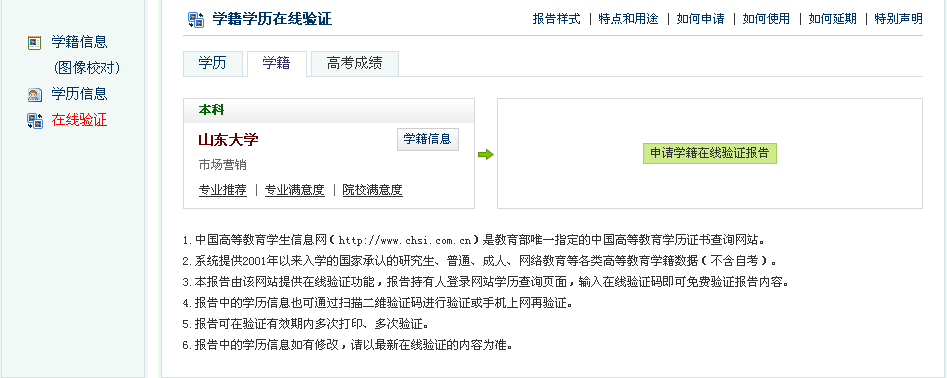 学籍信息
(图像校对)
学历信息
在线验证
学籍学历在线验证
报告样式 | 特点和用途 | 如何申请 | 如何使用 | 如何延期 | 特别声明
学历 学籍 高考成绩
本科
山东大学 学籍信息
市场营销
专业推荐 | 专业满意度 | 院校满意度
申请学籍在线验证报告
1. 中国高等教育学生信息网（http://www.chsi.com.cn）是教育部唯一指定的中国高等教育学历证书查询网站。
2. 系统提供2001年以来入学的国家承认的研究生、普通、成人、网络教育等各类高等教育学籍数据（不含自考）。
3. 本报告由该网站提供在线验证功能，报告持有人登录网站学历查询页面，输入在线验证码即可免费验证报告内容。
4. 报告中的学历信息也可通过扫描二维验证码进行验证或手机上网再验证。
5. 报告可在验证有效期内多次打印、多次验证。
6. 报告中的学历信息如有修改，请以最新在线验证的内容为准。